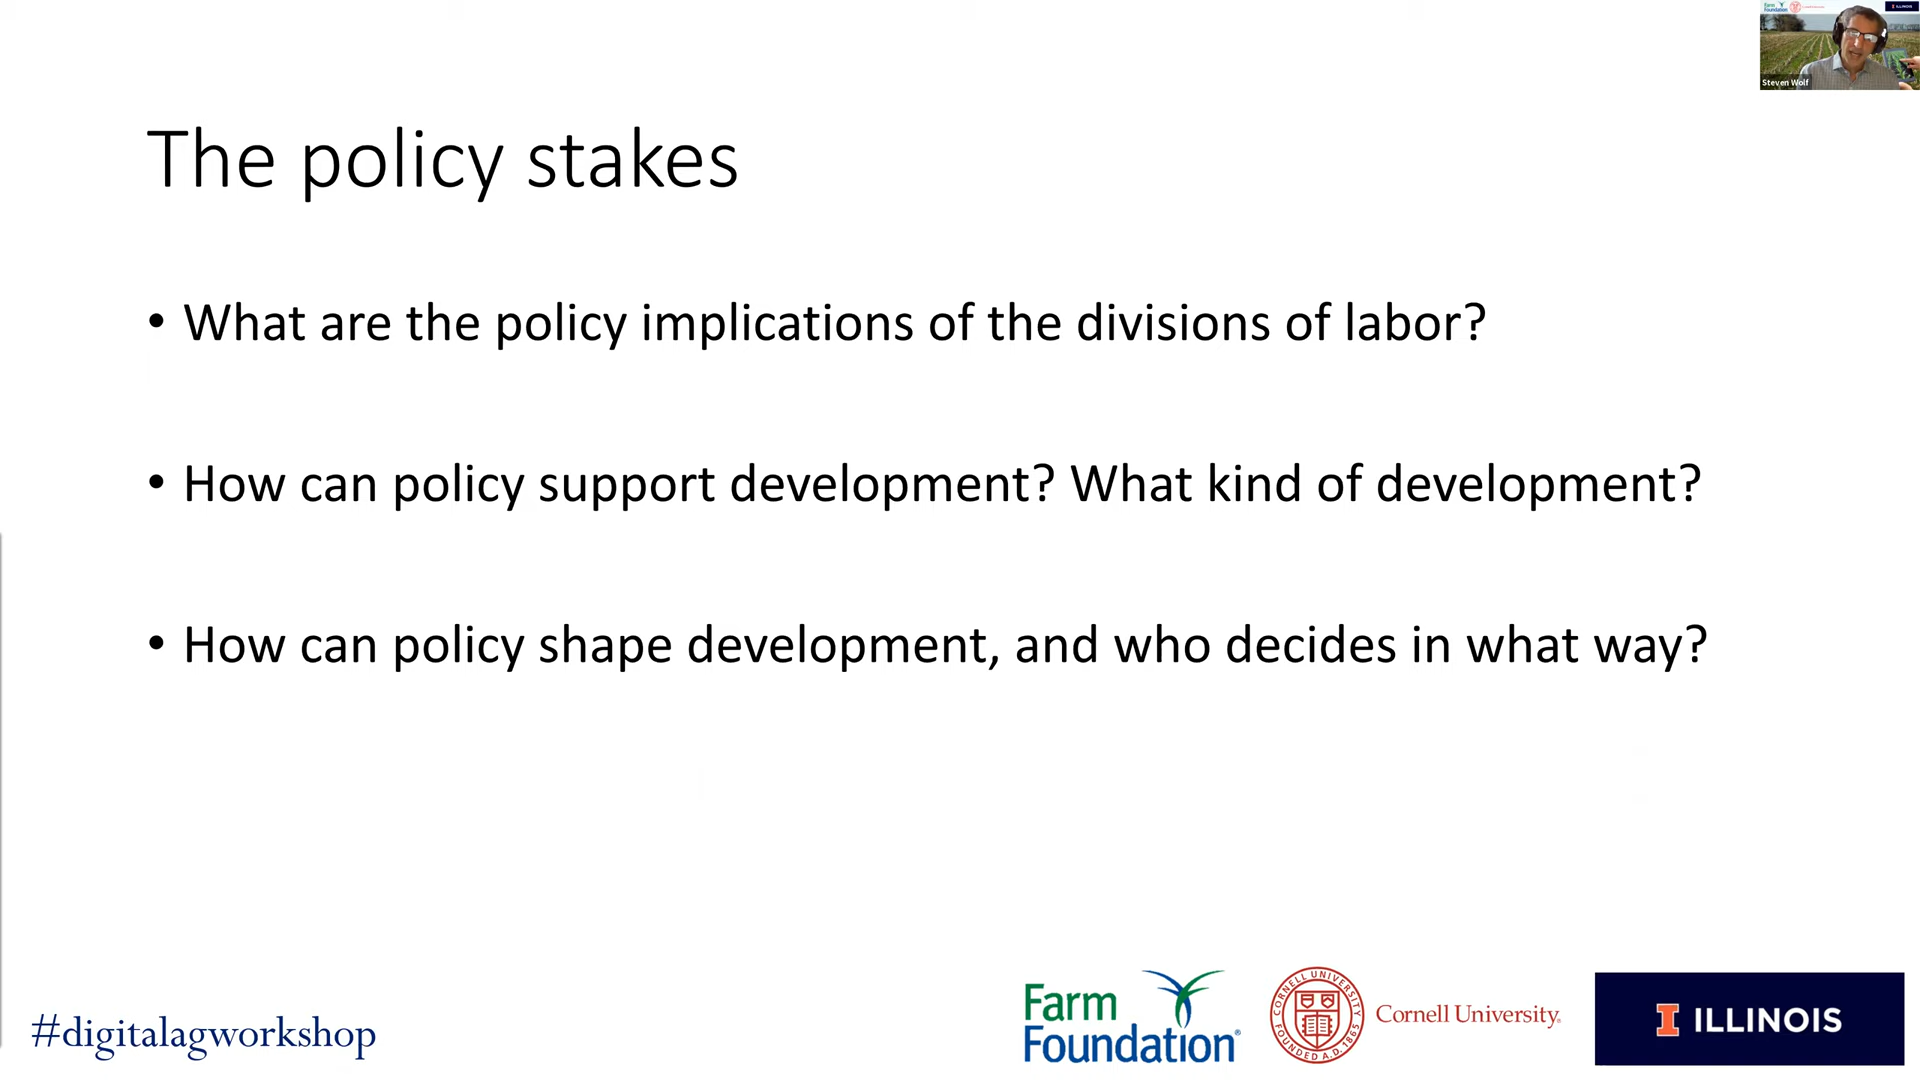 Steven Wolf
The policy stakes
• What are the policy implications of the divisions of labor?
• How can policy support development? What kind of development?
• How can policy shape development, and who decides in what way?
#digitalagworkshop
Farm
Foundation®
CORNELL UNIVERSITY
FOUNDED A.D. 1865
Cornell University.
I ILLINOIS